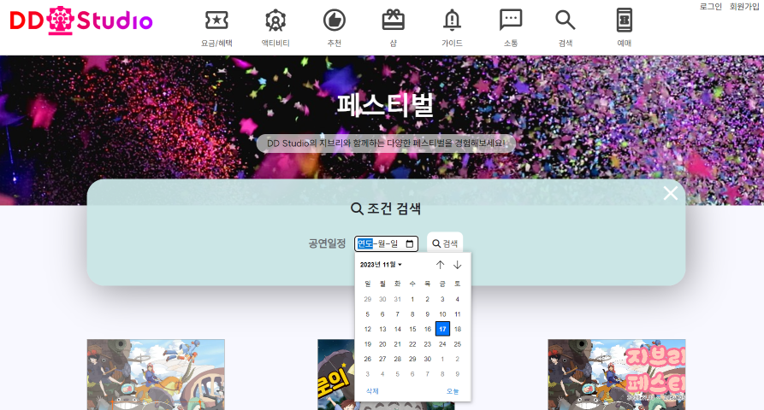 DD Studio
로그인 회원가입
요금/혜택 액티비티 추천 샵 가이드 소통 검색 예매
페스티벌
DD Studio의 지브리와 함께하는 다양한 페스티벌을 경험해보세요!
조건 검색
공연일정 연도-월-일 검색
2023년 11월
일 월 화 수 목 금 토
29 30 31 1 2 3 4
5 6 7 8 9 10 11
12 13 14 15 16 17 18
19 20 21 22 23 24 25
26 27 28 29 30 1 2
3 4 5 6 7 8 9
삭제 오늘
로의
지브리
페스티